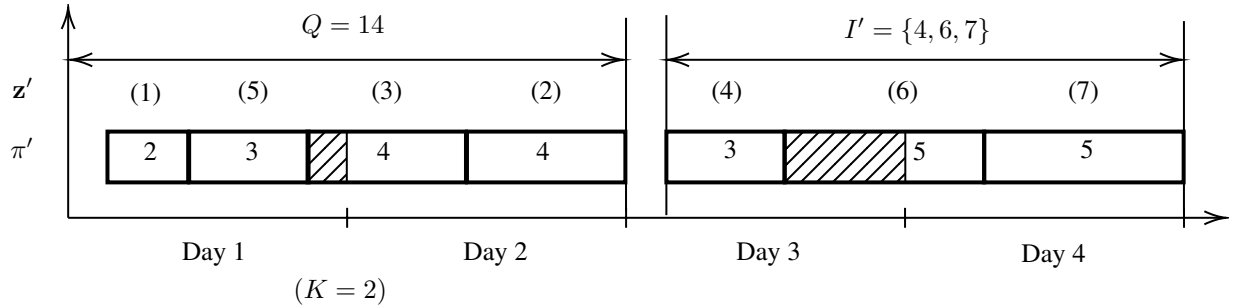 Q = 14
I′ = {4, 6, 7}
z′ (1) (5) (3) (2) (4) (6) (7)
π′ 2 3 4 4 3 5 5
Day 1 Day 2 Day 3 Day 4
(K = 2)